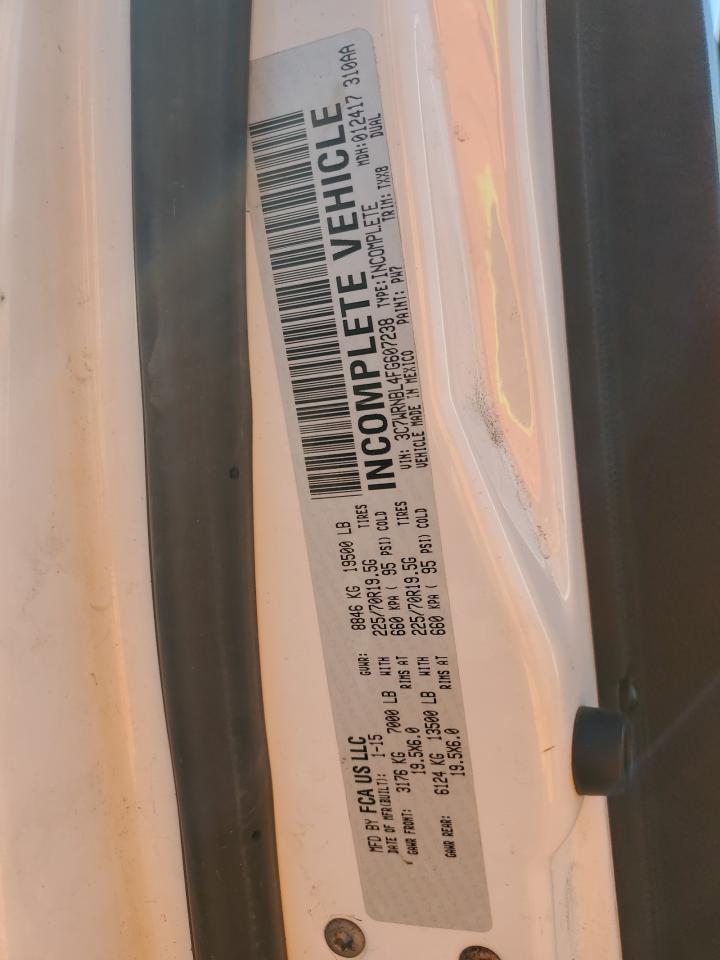 MFD BY FCA US LLC
DATE OF MFR(BUILT): 1-15 GVWR: 8846 KG 19500 LB
GAWR FRONT: 3176 KG 7000 LB WITH 225/70R19.5G TIRES
19.5X6.0 RIMS AT 660 KPA ( 95 PSI) COLD
GAWR REAR: 6124 KG 13500 LB WITH 225/70R19.5G TIRES
19.5X6.0 RIMS AT 660 KPA ( 95 PSI) COLD
INCOMPLETE VEHICLE
MDH:012417 310AA
VIN: 3C7WRNBL4FG607238 TYPE:INCOMPLETE DUAL
VEHICLE MADE IN MEXICO PAINT: PW7 TRIM: TXX8